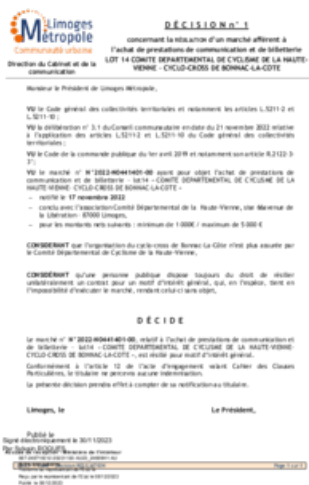 Limoges
Métropole
Communauté urbaine
Direction du Cabinet et de la
communication
D É C I S I O N n° 1
concernant la RESILIATION d'un marché afférent à
l'achat de prestations de communication et de billetterie
LOT 14 COMITE DEPARTEMENTAL DE CYCLISME DE LA HAUTE-
VIENNE - CYCLO-CROSS DE BONNAC-LA-COTE
Monsieur le Président de Limoges Métropole,
VU le Code général des collectivités territoriales et notamment les articles L.5211-2 et
L.5211-10 ;
VU la délibération n° 3.1 du Conseil communautaire en date du 21 novembre 2022 relative
à l'application des articles L.5211-2 et L.5211-10 du Code général des collectivités
territoriales ;
VU le Code de la commande publique du 1er avril 2019 et notamment son article R.2122-3-
3° ;
VU le marché n° N°2022-M0441401-00 ayant pour objet l'achat de prestations de
communication et de billetterie - lot14 - COMITE DEPARTEMENTAL DE CYCLISME DE LA
HAUTE-VIENNE- CYCLO-CROSS DE BONNAC-LA-COTE -
- notifié le 17 novembre 2022
- conclu avec l'association Comité Départemental de la Haute-Vienne, sise
la Libération - 87000 Limoges,
- pour les montants nets suivants : minimum de 1 000€ / maximum de 5 000 €
CONSIDÉRANT que l'organisation du cyclo-cross de Bonnac-La-Côte n'est plus assurée par
le Comité Départemental de Cyclisme de la Haute-Vienne,
CONSIDÉRANT qu'une personne publique dispose toujours du droit de résilier
unilatéralement un contrat pour un motif d'intérêt général, qui, en l'espèce, tient en
l'impossibilité d'exécuter le marché, rendant celui-ci sans objet,
D É C I D E
Le marché n° N°2022-M0441401-00, relatif à l'achat de prestations de communication et
de billetterie - lot14 - COMITE DEPARTEMENTAL DE CYCLISME DE LA HAUTE-VIENNE-
CYCLO-CROSS DE BONNAC-LA-COTE -, est résilié pour motif d'intérêt général.
Conformément à l'article 12 de l'acte d'engagement valant Cahier des Clauses
Particulières, le titulaire ne percevra aucune indemnisation.
La présente décision prendra effet à compter de sa notification au titulaire.
Limoges, le
Le Président,
Publié le
Signé électroniquement le 30/11/2023
Page 1 sur 1